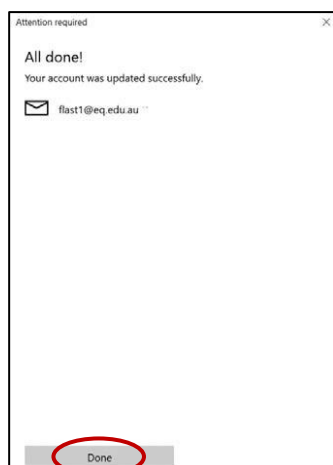 Attention required
All done!
Your account was updated successfully.
flast1@eq.edu.au
Done